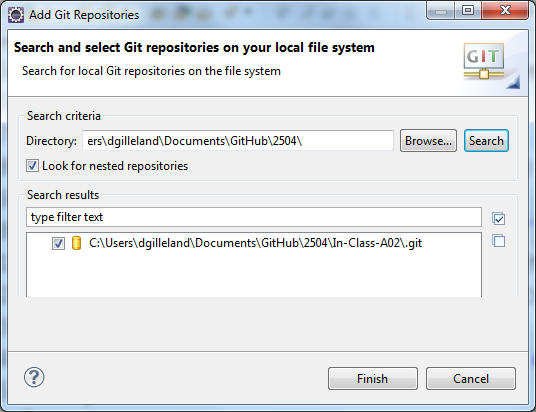 Add Git Repositories
Search and select Git repositories on your local file system
Search for local Git repositories on the file system
GIT
Search criteria
Directory: ers\dgilleland\Documents\GitHub\2504\ Browse... Search
Look for nested repositories
Search results
type filter text
C:\Users\dgilleland\Documents\GitHub\2504\In-Class-A02\.git
? Finish Cancel